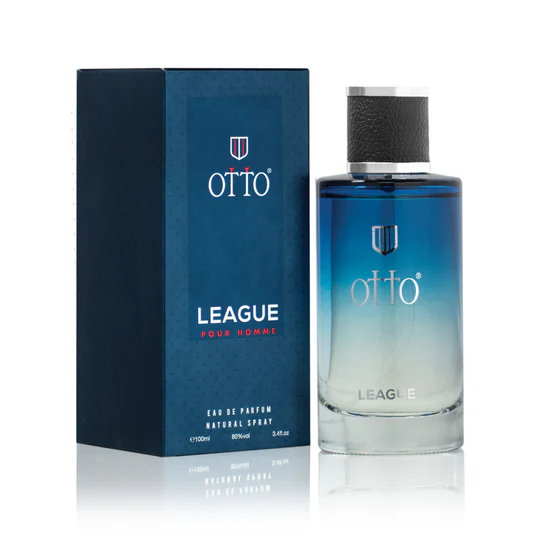 OTTO®
LEAGUE
POUR HOMME
EAU DE PARFUM
NATURAL SPRAY
℮100ml 80%vol 3.4fl.oz
OTTO®
LEAGUE